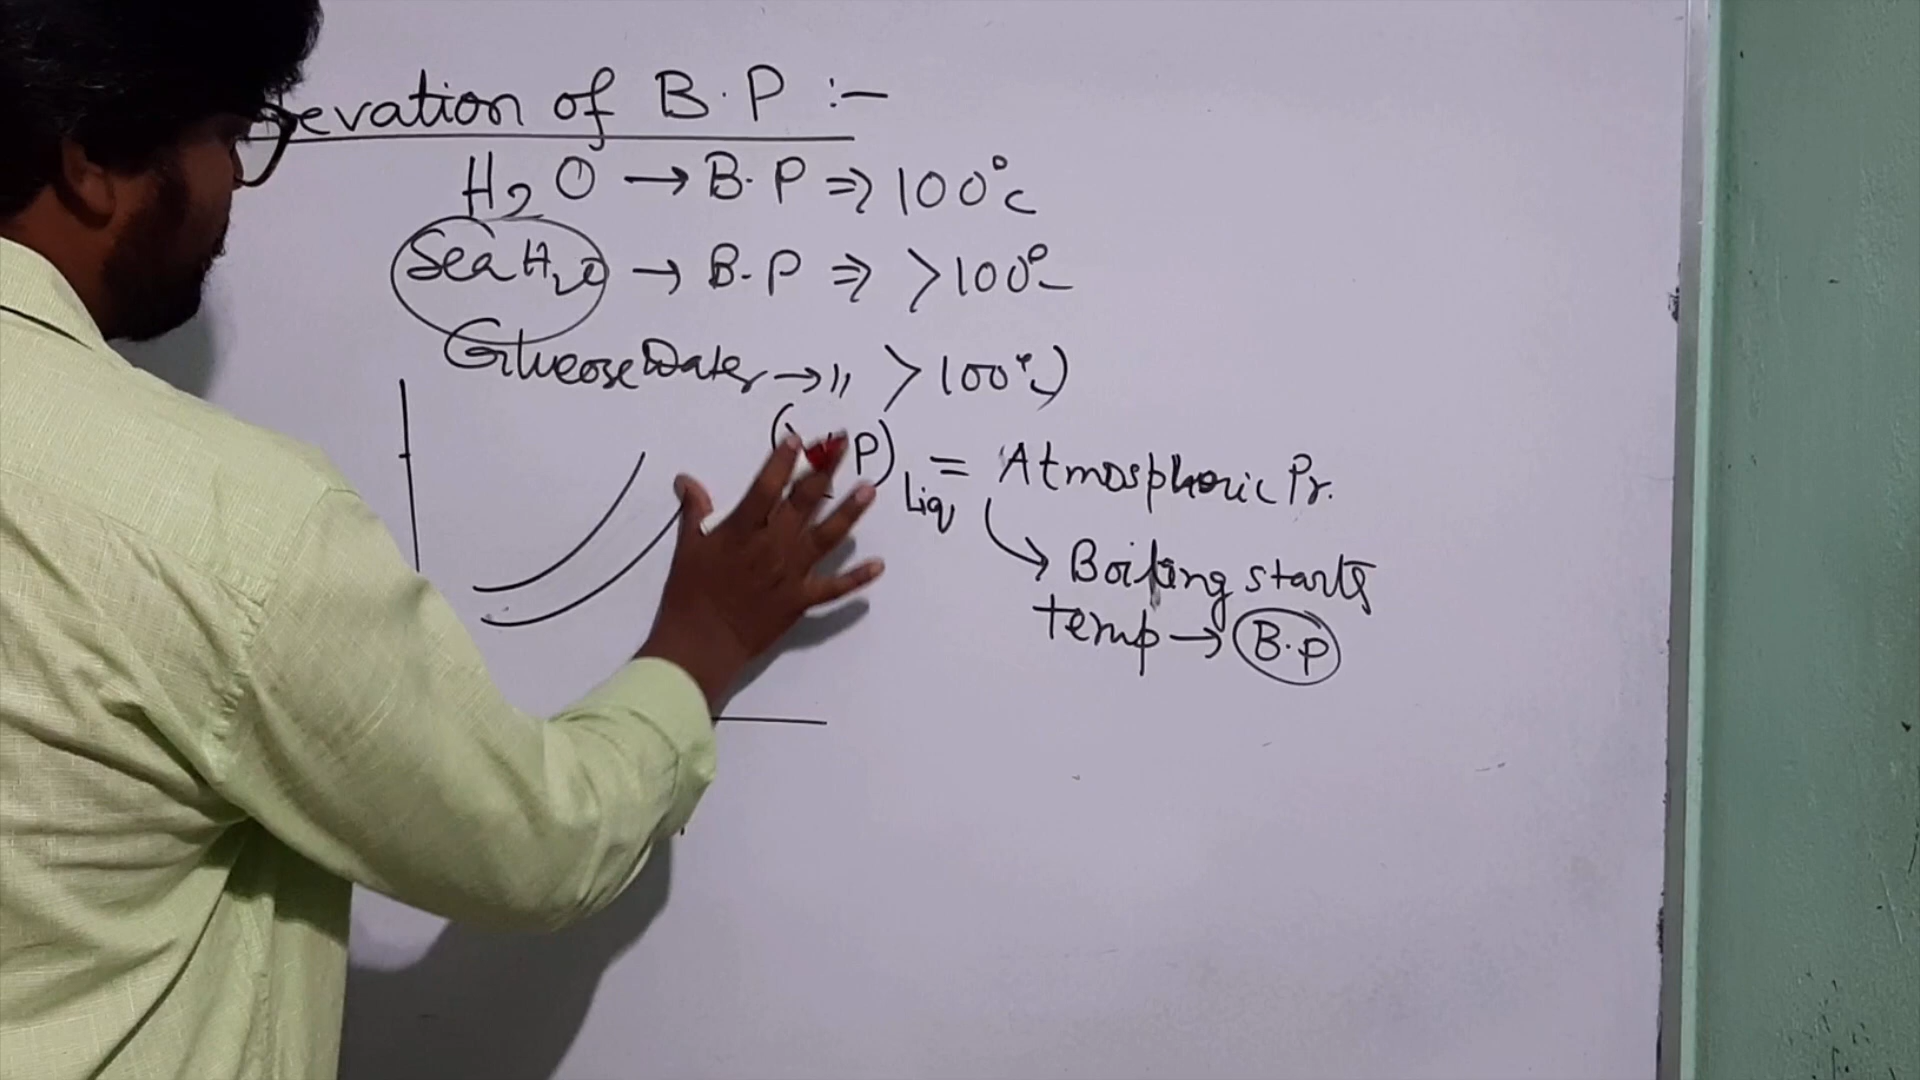 evation of B.P :-
H2O → B.P ⇒ 100°C
Sea H2O → B.P ⇒ >100°
Glucose Water → " >100°C
P) Liq = Atmospheric Pr.
→ Boiling starts
temp → B.P